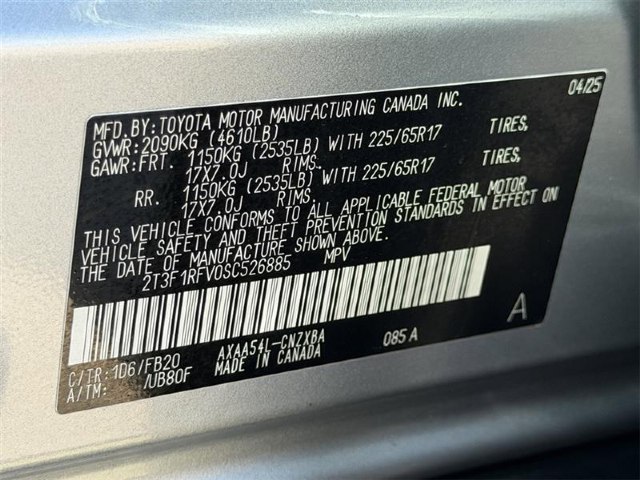 04/25
MFD.BY:TOYOTA MOTOR MANUFACTURING CANADA INC.
GVWR:2090KG (4610LB)
GAWR:FRT. 1150KG (2535LB) WITH 225/65R17 TIRES,
17X7.0J RIMS.
RR. 1150KG (2535LB) WITH 225/65R17 TIRES,
17X7.0J RIMS
THIS VEHICLE CONFORMS TO ALL APPLICABLE FEDERAL MOTOR
VEHICLE SAFETY AND THEFT PREVENTION STANDARDS IN EFFECT ON
THE DATE OF MANUFACTURE SHOWN ABOVE.
2T3F1RFV0SC526885 MPV
A
C/TR:1D6/FB20 AXAA54L-CNZXBA 085A
A/TM: /UB80F MADE IN CANADA